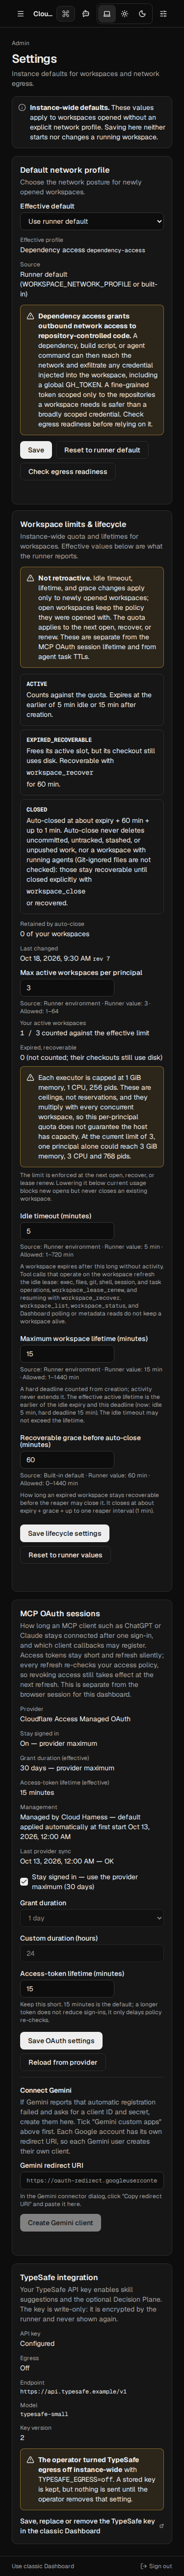 Clou...
Admin
Settings
Instance defaults for workspaces and network
egress.
Instance-wide defaults. These values
apply to workspaces opened without an
explicit network profile. Saving here neither
starts nor changes a running workspace.
Default network profile
Choose the network posture for newly
opened workspaces.
Effective default
Use runner default
Effective profile
Dependency access dependency-access
Source
Runner default
(WORKSPACE_NETWORK_PROFILE or built-
in)
Dependency access grants
outbound network access to
repository-controlled code. A
dependency, build script, or agent
command can then reach the
network and exfiltrate any credential
injected into the workspace, including
a global GH_TOKEN. A fine-grained
token scoped only to the repositories
a workspace needs is safer than a
broadly scoped credential. Check
egress readiness before relying on it.
Save
Reset to runner default
Check egress readiness
Workspace limits & lifecycle
Instance-wide quota and lifetimes for
workspaces. Effective values below are what
the runner reports.
Not retroactive. Idle timeout,
lifetime, and grace changes apply
only to newly opened workspaces;
open workspaces keep the policy
they were opened with. The quota
applies to the next open, recover, or
renew. These are separate from the
MCP OAuth session lifetime and from
agent task TTLs.
ACTIVE
Counts against the quota. Expires at the
earlier of 5 min idle or 15 min after
creation.
EXPIRED_RECOVERABLE
Frees its active slot, but its checkout still
uses disk. Recoverable with
workspace_recover
for 60 min.
CLOSED
Auto-closed at about expiry + 60 min +
up to 1 min. Auto-close never deletes
uncommitted, untracked, stashed, or
unpushed work, nor a workspace with
running agents (Git-ignored files are not
checked): those stay recoverable until
closed explicitly with
workspace_close
or recovered.
Retained by auto-close
0 of your workspaces
Last changed
Oct 18, 2026, 9:30 AM rev 7
Max active workspaces per principal
3
Source: Runner environment · Runner value: 3 ·
Allowed: 1–64
Your active workspaces
1 / 3 counted against the effective limit
Expired, recoverable
0 (not counted; their checkouts still use disk)
Each executor is capped at 1 GiB
memory, 1 CPU, 256 pids. These are
ceilings, not reservations, and they
multiply with every concurrent
workspace, so this per-principal
quota does not guarantee the host
has capacity. At the current limit of 3,
one principal alone could reach 3 GiB
memory, 3 CPU and 768 pids.
The limit is enforced at the next open, recover, or
lease renew. Lowering it below current usage
blocks new opens but never closes an existing
workspace.
Idle timeout (minutes)
5
Source: Runner environment · Runner value: 5 min ·
Allowed: 1–720 min
A workspace expires after this long without activity.
Tool calls that operate on the workspace refresh
the idle lease: exec, files, git, shell, session, and task
operations, workspace_lease_renew, and
resuming with workspace_recover.
workspace_list, workspace_status, and
Dashboard polling or metadata reads do not keep a
workspace alive.
Maximum workspace lifetime (minutes)
15
Source: Runner environment · Runner value: 15 min
· Allowed: 1–1440 min
A hard deadline counted from creation; activity
never extends it. The effective active lifetime is the
earlier of the idle expiry and this deadline (now: idle
5 min, hard deadline 15 min). The idle timeout may
not exceed the lifetime.
Recoverable grace before auto-close
(minutes)
60
Source: Built-in default · Runner value: 60 min ·
Allowed: 0–1440 min
How long an expired workspace stays recoverable
before the reaper may close it. It closes at about
expiry + grace + up to one reaper interval (1 min).
Save lifecycle settings
Reset to runner values
MCP OAuth sessions
How long an MCP client such as ChatGPT or
Claude stays connected after one sign-in,
and which client callbacks may register.
Access tokens stay short and refresh silently;
every refresh re-checks your access policy,
so revoking access still takes effect at the
next refresh. This is separate from the
browser session for this dashboard.
Provider
Cloudflare Access Managed OAuth
Stay signed in
On — provider maximum
Grant duration (effective)
30 days — provider maximum
Access-token lifetime (effective)
15 minutes
Management
Managed by Cloud Harness — default
applied automatically at first start Oct 13,
2026, 12:00 AM
Last provider sync
Oct 13, 2026, 12:00 AM — OK
Stay signed in — use the provider
maximum (30 days)
Grant duration
1 day
Custom duration (hours)
24
Access-token lifetime (minutes)
15
Keep this short. 15 minutes is the default; a longer
token does not reduce sign-ins, it only delays policy
re-checks.
Save OAuth settings
Reload from provider
Connect Gemini
If Gemini reports that automatic registration
failed and asks for a client ID and secret,
create them here. Tick "Gemini custom apps"
above first. Each Google account has its own
redirect URI, so each Gemini user creates
their own client.
Gemini redirect URI
https://oauth-redirect.googleuserconte
In the Gemini connector dialog, click "Copy redirect
URI" and paste it here.
Create Gemini client
TypeSafe integration
Your TypeSafe API key enables skill
suggestions and the optional Decision Plane.
The key is write-only: it is encrypted by the
runner and never shown again.
API key
Configured
Egress
Off
Endpoint
https://api.typesafe.example/v1
Model
typesafe-small
Key version
2
The operator turned TypeSafe
egress off instance-wide with
TYPESAFE_EGRESS=off. A stored key
is kept, but nothing is sent until the
operator removes that setting.
Save, replace or remove the TypeSafe key
in the classic Dashboard
Use classic Dashboard
Sign out